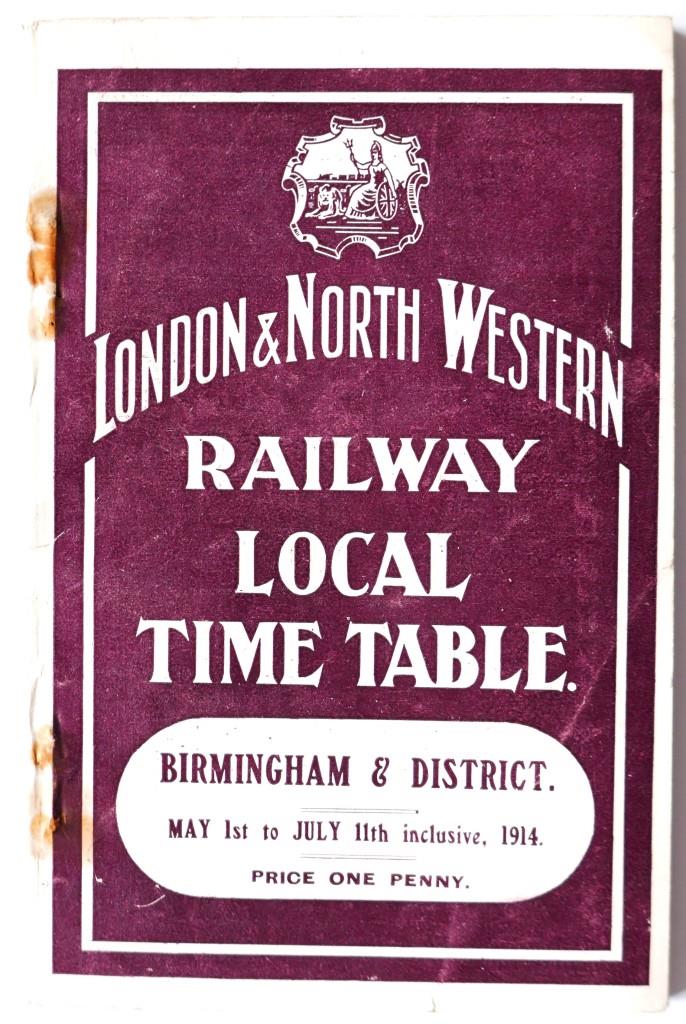 LONDON & NORTH WESTERN
RAILWAY
LOCAL
TIME TABLE.
BIRMINGHAM & DISTRICT.
MAY 1st to JULY 11th inclusive, 1914.
PRICE ONE PENNY.